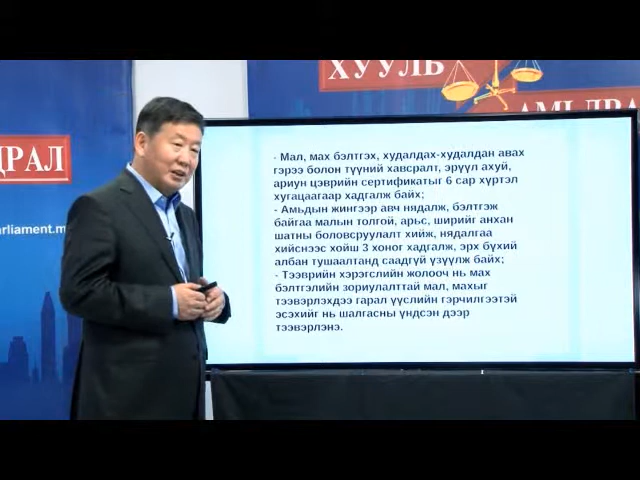 ХУУЛЬ
АМЬДРАЛ
ДРАЛ
arliament.m
- Мал, мах бэлтгэх, худалдах-худалдан авах
гэрээ болон түүний хавсралт, эрүүл ахуй,
ариун цэврийн сертификатыг 6 сар хүртэл
хугацаагаар хадгалж байх;
- Амьдын жингээр авч нядалж, бэлтгэж
байгаа малын толгой, арьс, ширийг анхан
шатны боловсруулалт хийж, нядалгаа
хийснээс хойш 3 хоног хадгалж, эрх бүхий
албан тушаалтанд саадгүй үзүүлж байх;
- Тээврийн хэрэгслийн жолооч нь мах
бэлтгэлийн зориулалттай мал, махыг
тээвэрлэхдээ гарал үүслийн гэрчилгээтэй
эсэхийг нь шалгасны үндсэн дээр
тээвэрлэнэ.